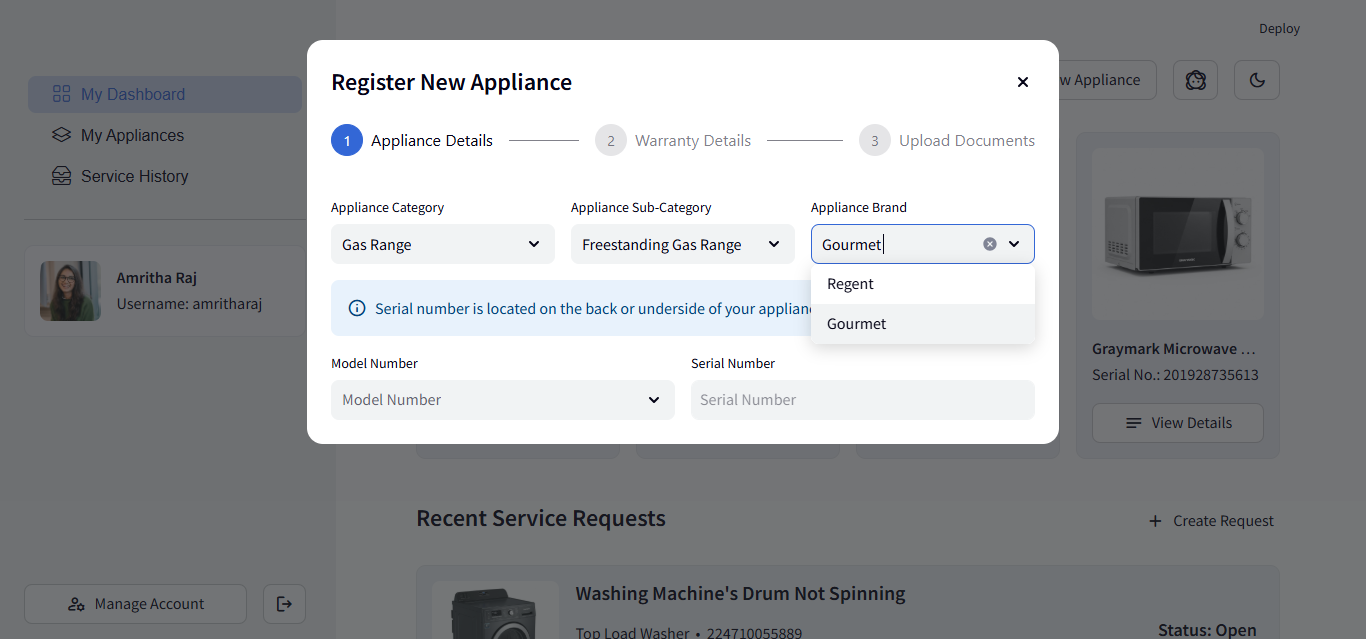 Deploy
Register New Appliance
w Appliance
My Dashboard
My Appliances
Service History
1 Appliance Details
2 Warranty Details
3 Upload Documents
Appliance Category
Appliance Sub-Category
Appliance Brand
Gas Range
Freestanding Gas Range
Gourmet
Regent
Gourmet
Amritha Raj
Username: amritharaj
Serial number is located on the back or underside of your applian
Model Number
Serial Number
Model Number
Serial Number
Graymark Microwave ...
Serial No.: 201928735613
View Details
Recent Service Requests
+ Create Request
Manage Account
Washing Machine's Drum Not Spinning
Top Load Washer • 224710055889
Status: Open